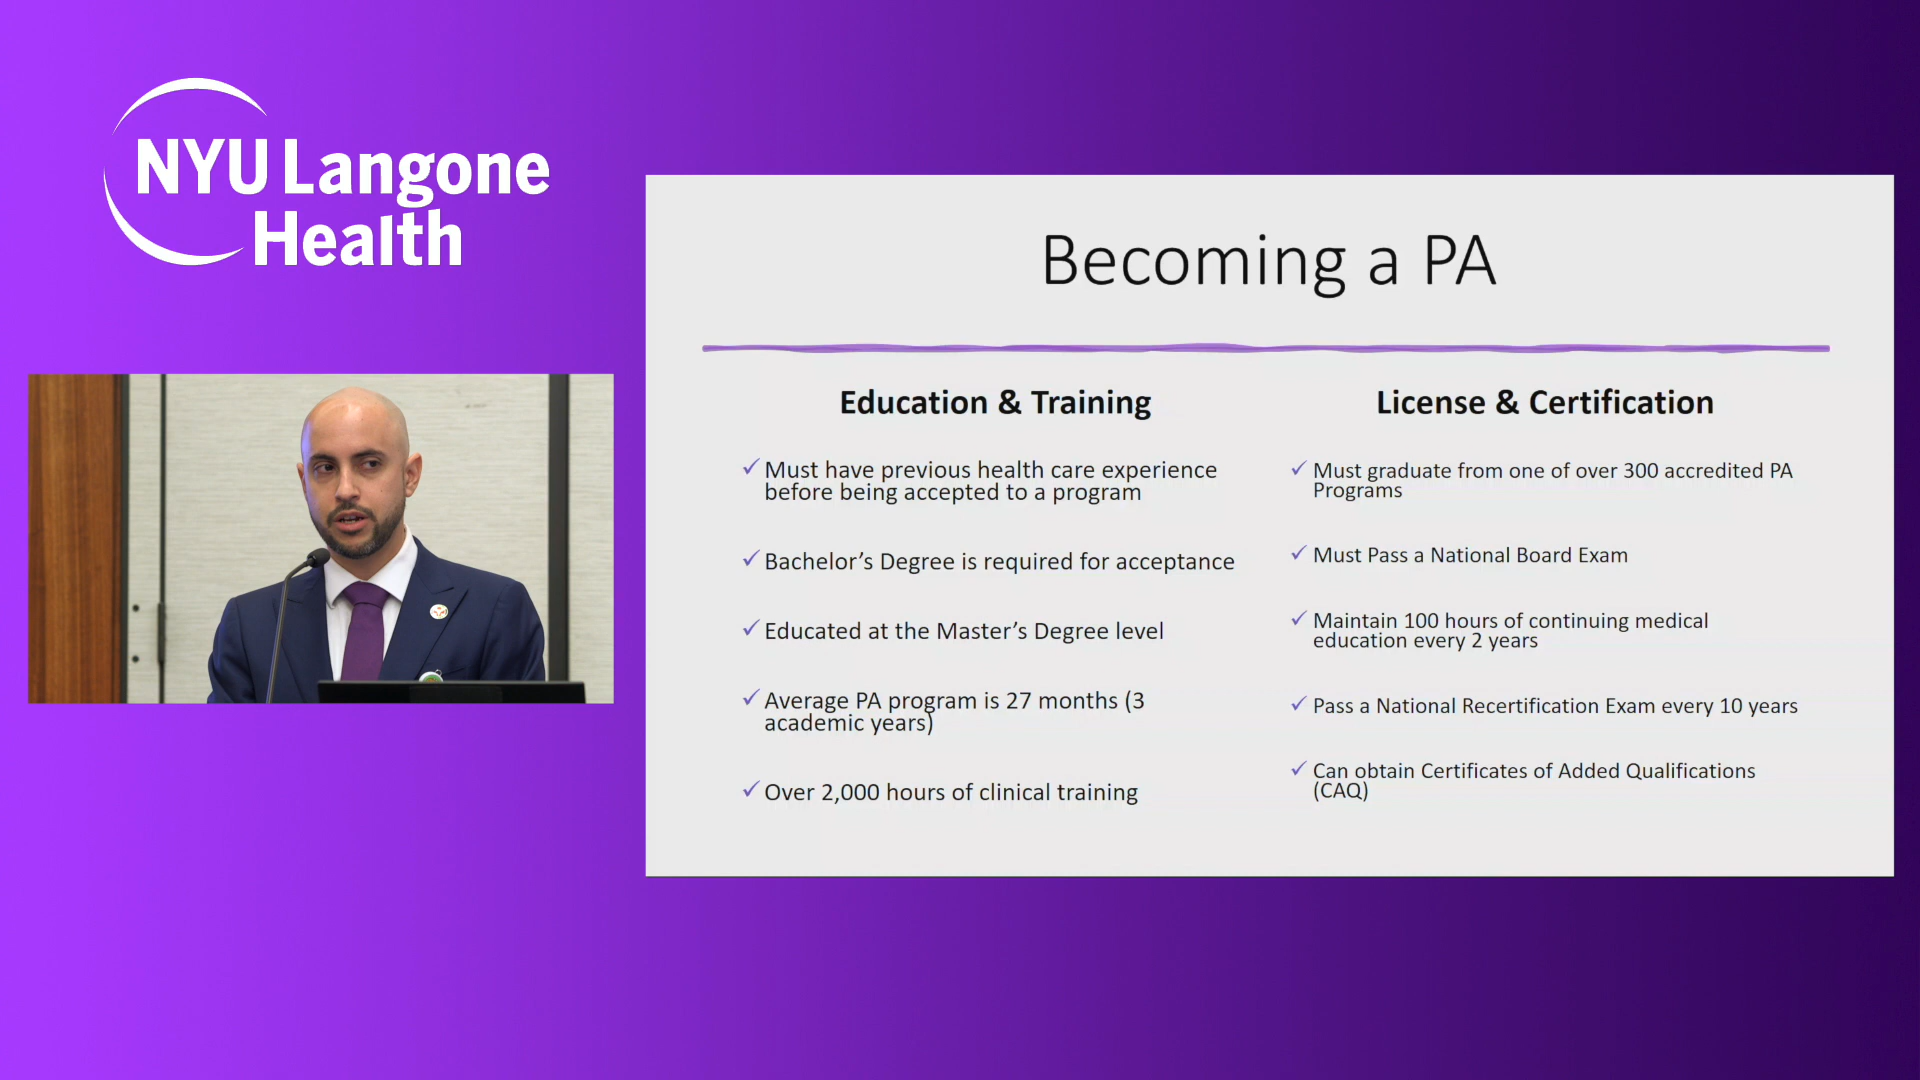 NYU Langone
Health
Becoming a PA
Education & Training
✓ Must have previous health care experience
before being accepted to a program
✓ Bachelor’s Degree is required for acceptance
✓ Educated at the Master’s Degree level
✓ Average PA program is 27 months (3
academic years)
✓ Over 2,000 hours of clinical training
License & Certification
✓ Must graduate from one of over 300 accredited PA
Programs
✓ Must Pass a National Board Exam
✓ Maintain 100 hours of continuing medical
education every 2 years
✓ Pass a National Recertification Exam every 10 years
✓ Can obtain Certificates of Added Qualifications
(CAQ)